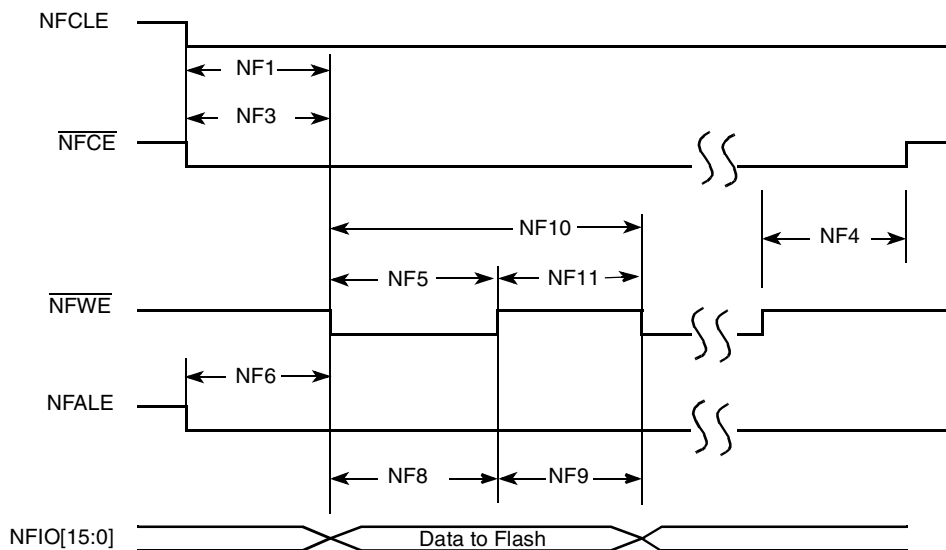 NFCLE
NF1
NF3
NFCE
NF10
NF4
NF5
NF11
NFWE
NF6
NFALE
NF8
NF9
NFIO[15:0]
Data to Flash